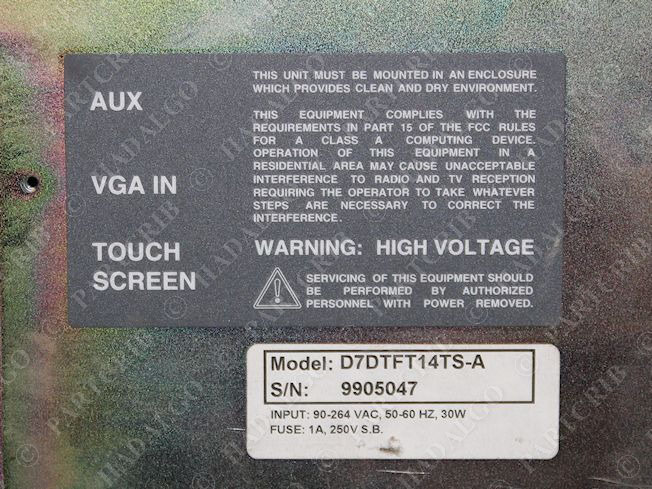 AUX
VGA IN
TOUCH
SCREEN
THIS UNIT MUST BE MOUNTED IN AN ENCLOSURE
WHICH PROVIDES CLEAN AND DRY ENVIRONMENT.
THIS EQUIPMENT COMPLIES WITH THE
REQUIREMENTS IN PART 15 OF THE FCC RULES
FOR A CLASS A COMPUTING DEVICE.
OPERATION OF THIS EQUIPMENT IN A
RESIDENTIAL AREA MAY CAUSE UNACCEPTABLE
INTERFERENCE TO RADIO AND TV RECEPTION
REQUIRING THE OPERATOR TO TAKE WHATEVER
STEPS ARE NECESSARY TO CORRECT THE
INTERFERENCE.
WARNING: HIGH VOLTAGE
SERVICING OF THIS EQUIPMENT SHOULD
BE PERFORMED BY AUTHORIZED
PERSONNEL WITH POWER REMOVED.
Model: D7DTFT14TS-A
S/N: 9905047
INPUT: 90-264 VAC, 50-60 HZ, 30W
FUSE: 1A, 250V S.B.
© PARTCRIB
© HADALGO